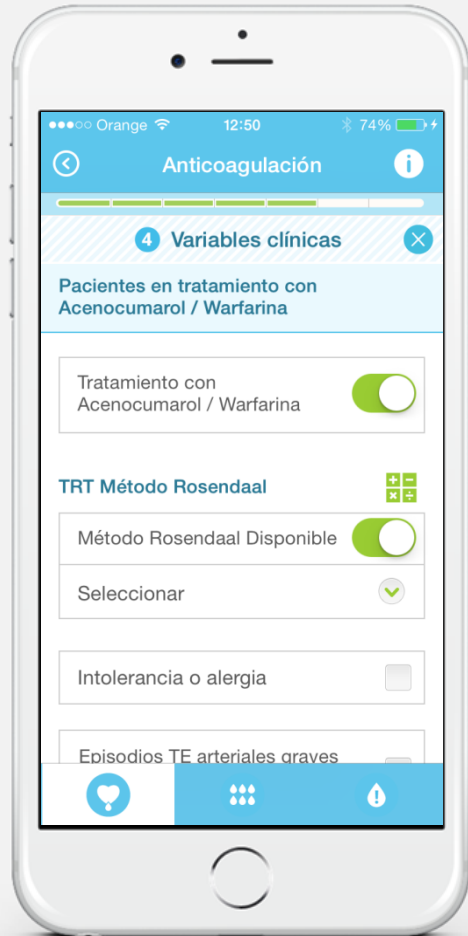 Orange 12:50 74%
Anticoagulación i
4 Variables clínicas
Pacientes en tratamiento con
Acenocumarol / Warfarina
Tratamiento con
Acenocumarol / Warfarina
TRT Método Rosendaal
Método Rosendaal Disponible
Seleccionar
Intolerancia o alergia
Episodios TE arteriales graves